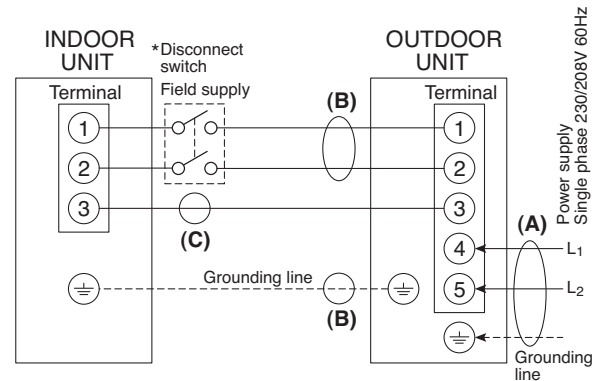 INDOOR
UNIT
*Disconnect
switch
Field supply
OUTDOOR
UNIT
Terminal
Terminal
(B)
1
1
2
2
3
3
(C)
(A)
4
L1
5
L2
Grounding line
(B)
Grounding
line
Power supply
Single phase 230/208V 60Hz